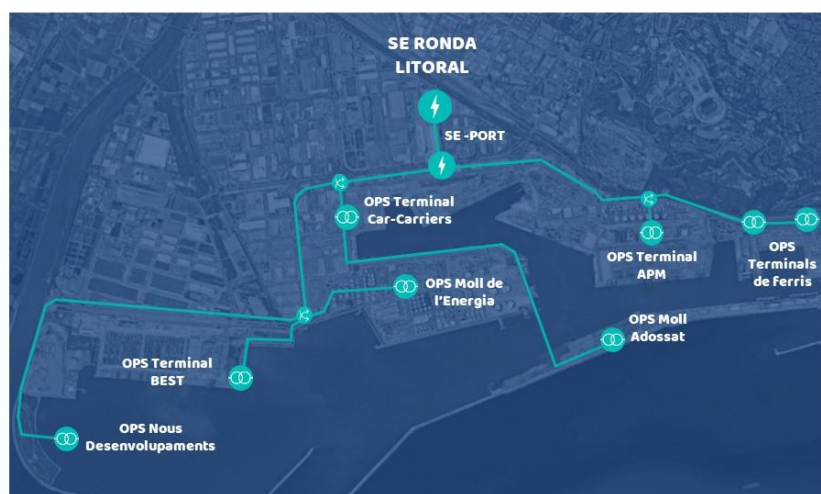 SE RONDA
LITORAL
SE -PORT
OPS Terminal
Car-Carriers
OPS Terminal
APM
OPS
Terminals
de ferris
OPS Moll de
l'Energia
OPS Moll
Adossat
OPS Terminal
BEST
OPS Nous
Desenvolupaments